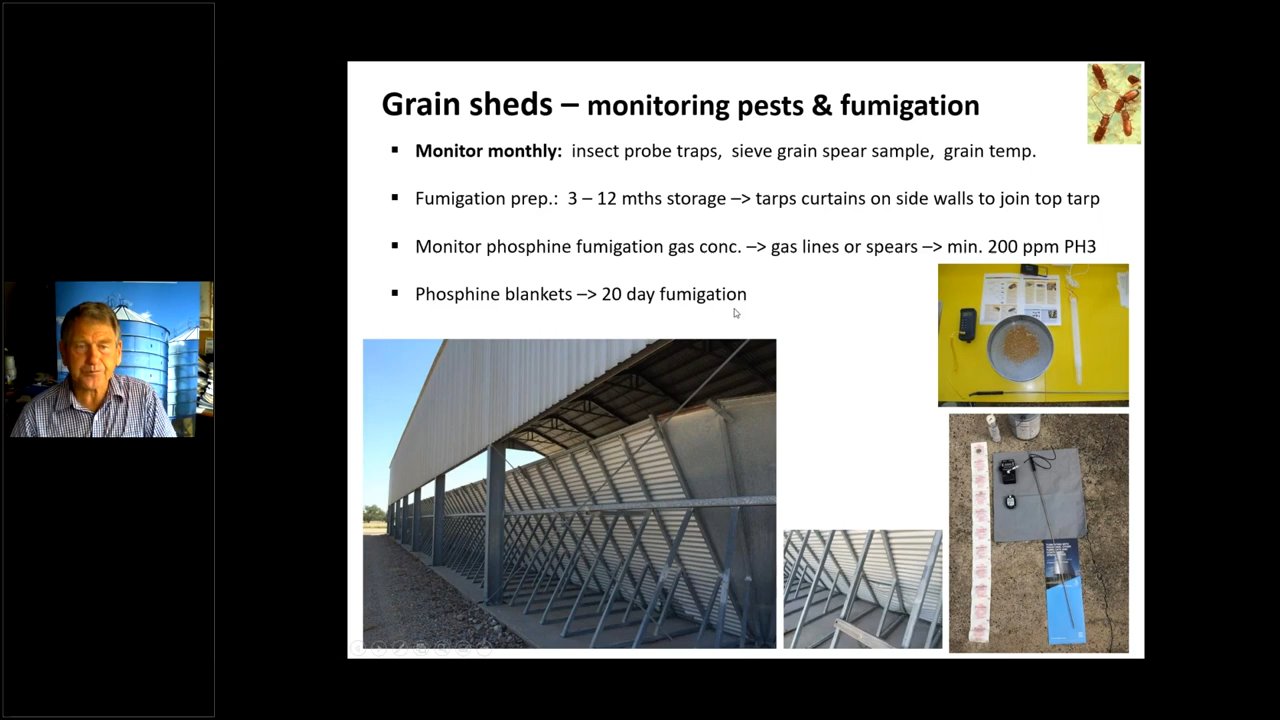 Grain sheds – monitoring pests & fumigation
▪ Monitor monthly: insect probe traps, sieve grain spear sample, grain temp.
▪ Fumigation prep.: 3 – 12 mths storage –> tarps curtains on side walls to join top tarp
▪ Monitor phosphine fumigation gas conc. –> gas lines or spears –> min. 200 ppm PH3
▪ Phosphine blankets –> 20 day fumigation